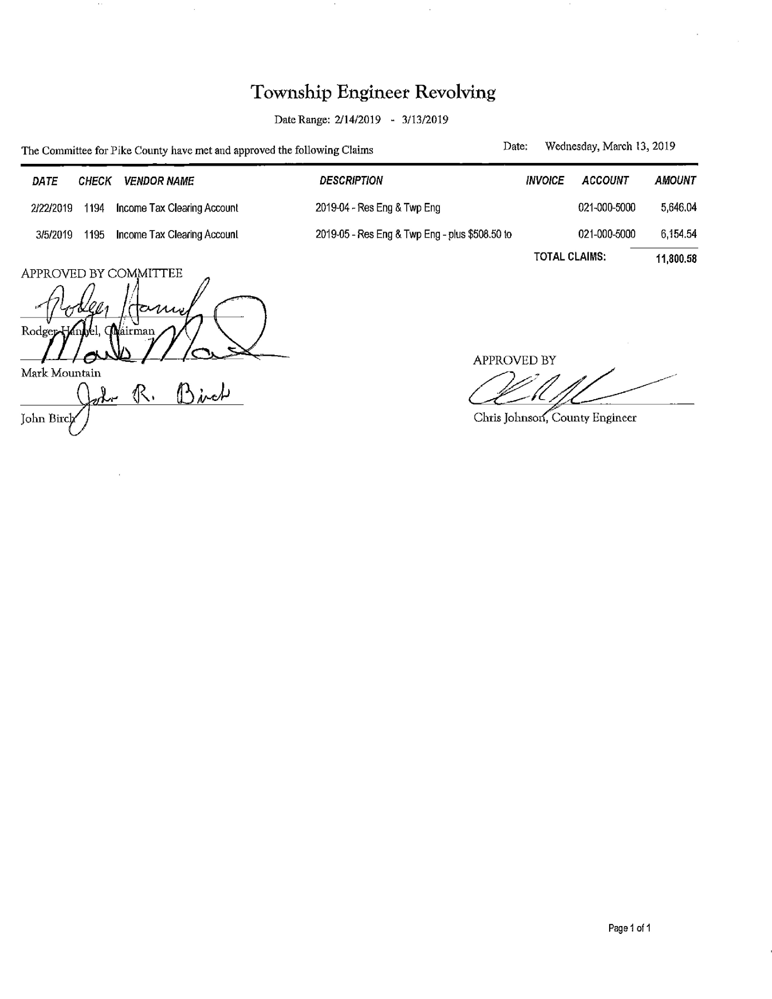 Township Engineer Revolving
Date Range: 2/14/2019 - 3/13/2019
The Committee for Pike County have met and approved the following Claims Date: Wednesday, March 13, 2019
DATE CHECK VENDOR NAME DESCRIPTION INVOICE ACCOUNT AMOUNT
2/22/2019 1194 Income Tax Clearing Account 2019-04 - Res Eng & Twp Eng 021-000-5000 5,646.04
3/5/2019 1195 Income Tax Clearing Account 2019-05 - Res Eng & Twp Eng - plus $508.50 to 021-000-5000 6,154.54
TOTAL CLAIMS: 11,800.58
APPROVED BY COMMITTEE
Rodger Hannel
Rodger Hannel, Chairman
Mark
Mark Mountain
John R. Birch
John Birch
APPROVED BY
Chris Johnson, County Engineer
Page 1 of 1